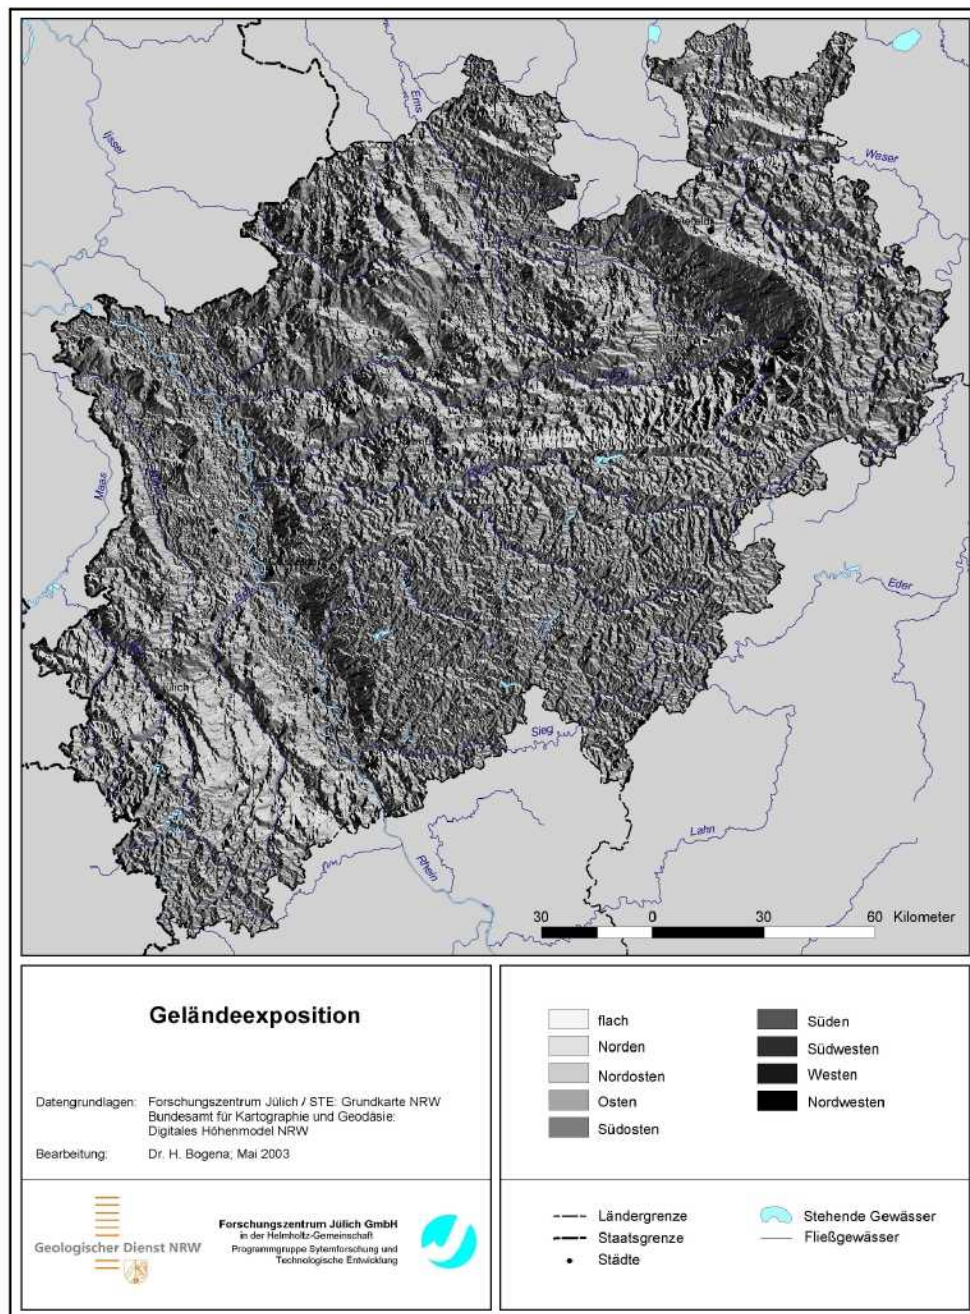 Ems
Ijssel
Weser
Maas
Eder
Jülich
Sieg
Lahn
Rhein
30 0 30 60 Kilometer
Geländeexposition
Datengrundlagen: Forschungszentrum Jülich / STE: Grundkarte NRW
Bundesamt für Kartographie und Geodäsie:
Digitales Höhenmodel NRW
Bearbeitung: Dr. H. Bogena; Mai 2003
flach
Norden
Nordosten
Osten
Südosten
Süden
Südwesten
Westen
Nordwesten
Geologischer Dienst NRW
Forschungszentrum Jülich GmbH
in der Helmholtz-Gemeinschaft
Programmgruppe Sytemforschung und
Technologische Entwicklung
Ländergrenze
Staatsgrenze
Städte
Stehende Gewässer
Fließgewässer